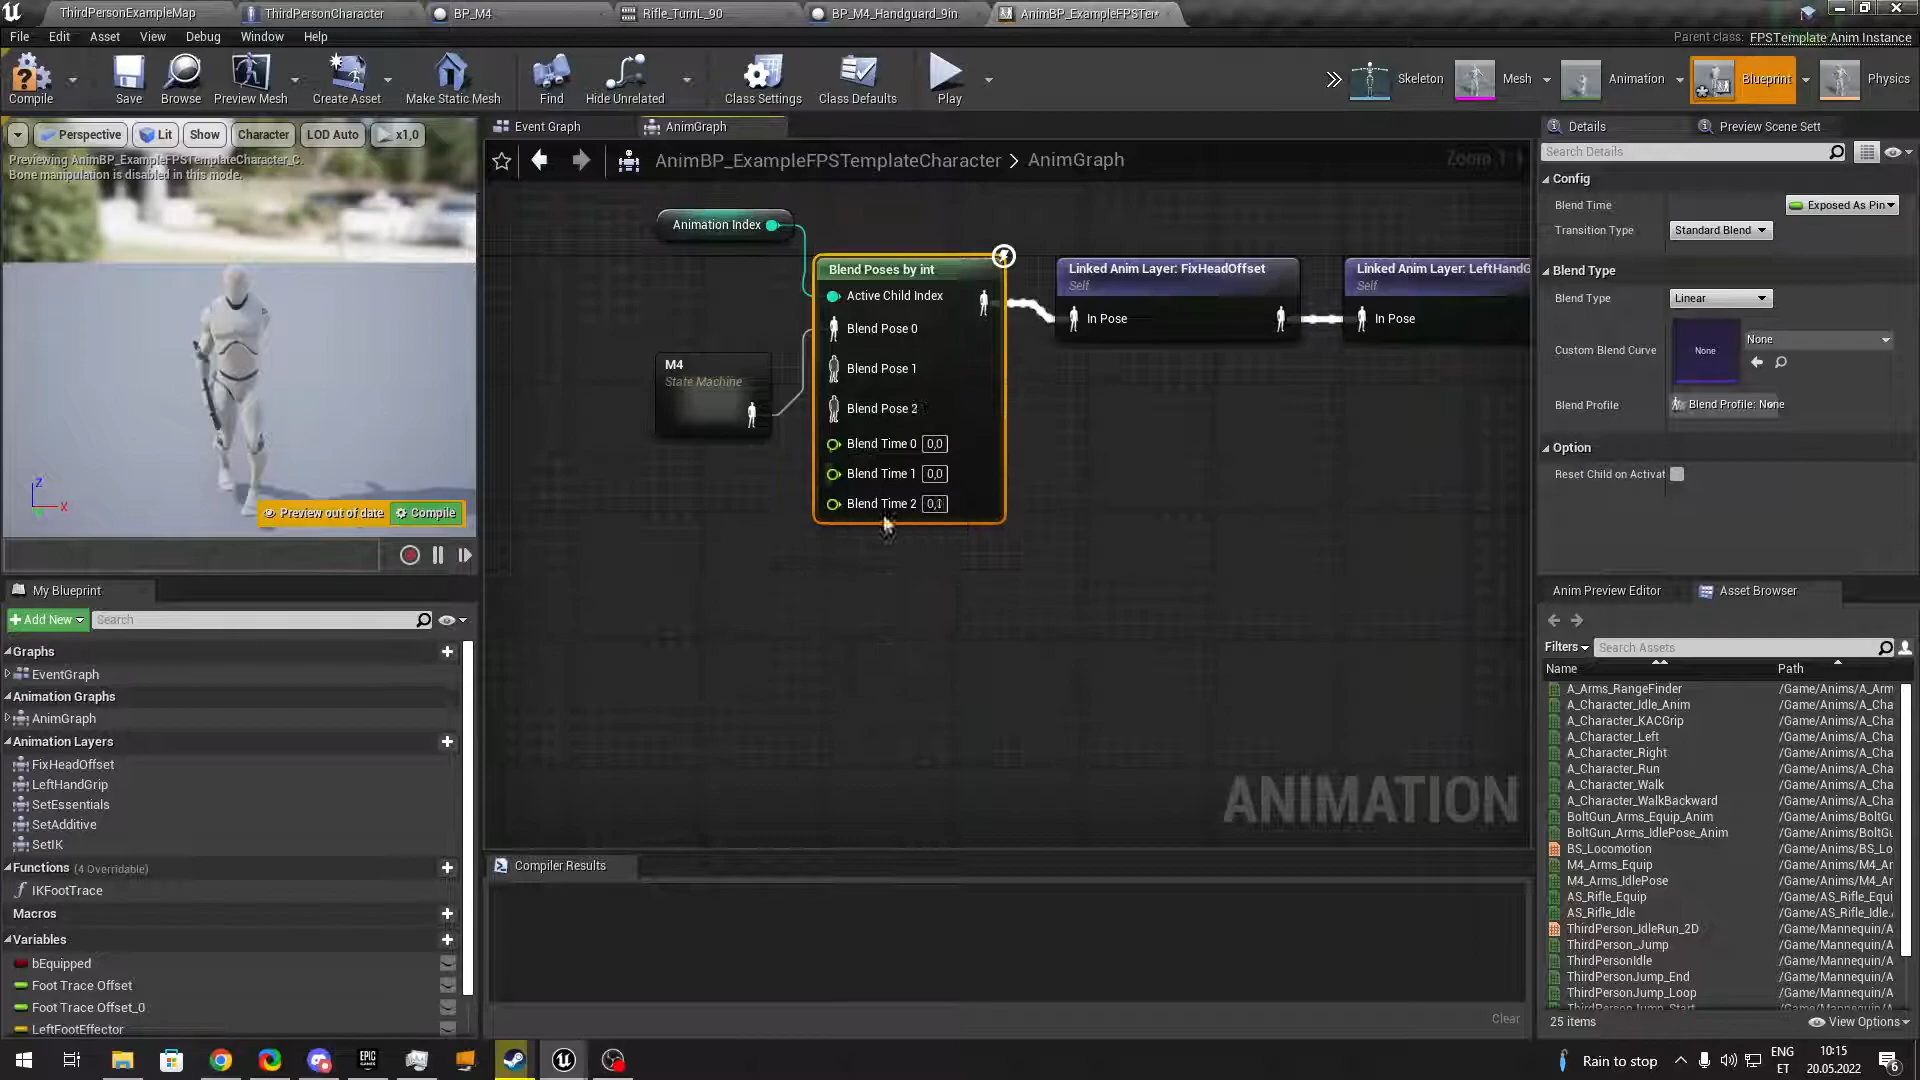 ThirdPersonExampleMap
ThirdPersonCharacter
BP_M4
Rifle_TurnL_90
BP_M4_Handguard_9in
AnimBP_ExampleFPSTer*
File Edit Asset View Debug Window Help
Parent class: FPSTemplate Anim Instance
Compile
Save
Browse
Preview Mesh
Create Asset
Make Static Mesh
Find
Hide Unrelated
Class Settings
Class Defaults
Play
Skeleton
Mesh
Animation
Blueprint
Physics
Perspective
Lit
Show
Character
LOD Auto
x1,0
Previewing AnimBP_ExampleFPSTemplateCharacter_C.
Bone manipulation is disabled in this mode.
Z
X
Preview out of date
Compile
Event Graph
AnimGraph
AnimBP_ExampleFPSTemplateCharacter > AnimGraph
Zoom 1:1
Animation Index
M4
State Machine
Blend Poses by int
Active Child Index
Blend Pose 0
Blend Pose 1
Blend Pose 2
Blend Time 0 0,0
Blend Time 1 0,0
Blend Time 2
Linked Anim Layer: FixHeadOffset
Self
In Pose
Linked Anim Layer: LeftHandG
Self
In Pose
ANIMATION
Compiler Results
Clear
My Blueprint
Add New
Search
Graphs
EventGraph
Animation Graphs
AnimGraph
Animation Layers
FixHeadOffset
LeftHandGrip
SetEssentials
SetAdditive
SetIK
Functions (4 Overridable)
IKFootTrace
Macros
Variables
bEquipped
Foot Trace Offset
Foot Trace Offset_0
LeftFootEffector
Details
Preview Scene Sett
Search Details
Config
Blend Time Exposed As Pin
Transition Type Standard Blend
Blend Type
Blend Type Linear
Custom Blend Curve None None
Blend Profile Blend Profile: None
Option
Reset Child on Activat
Anim Preview Editor
Asset Browser
Filters
Search Assets
Name Path
A_Arms_RangeFinder /Game/Anims/A_Arm
A_Character_Idle_Anim /Game/Anims/A_Cha
A_Character_KACGrip /Game/Anims/A_Cha
A_Character_Left /Game/Anims/A_Cha
A_Character_Right /Game/Anims/A_Cha
A_Character_Run /Game/Anims/A_Cha
A_Character_Walk /Game/Anims/A_Cha
A_Character_WalkBackward /Game/Anims/A_Cha
BoltGun_Arms_Equip_Anim /Game/Anims/BoltGu
BoltGun_Arms_IdlePose_Anim /Game/Anims/BoltGu
BS_Locomotion /Game/Anims/BS_Lo
M4_Arms_Equip /Game/Anims/M4_Ar
M4_Arms_IdlePose /Game/Anims/M4_Ar
AS_Rifle_Equip /Game/AS_Rifle_Equi
AS_Rifle_Idle /Game/AS_Rifle_Idle.
ThirdPerson_IdleRun_2D /Game/Mannequin/A
ThirdPerson_Jump /Game/Mannequin/A
ThirdPersonIdle /Game/Mannequin/A
ThirdPersonJump_End /Game/Mannequin/A
ThirdPersonJump_Loop /Game/Mannequin/A
ThirdPersonJump_Start /Game/Mannequin/A
25 items
View Options
EPIC GAMES
Rain to stop
ENG
ET
10:15
20.05.2022
6